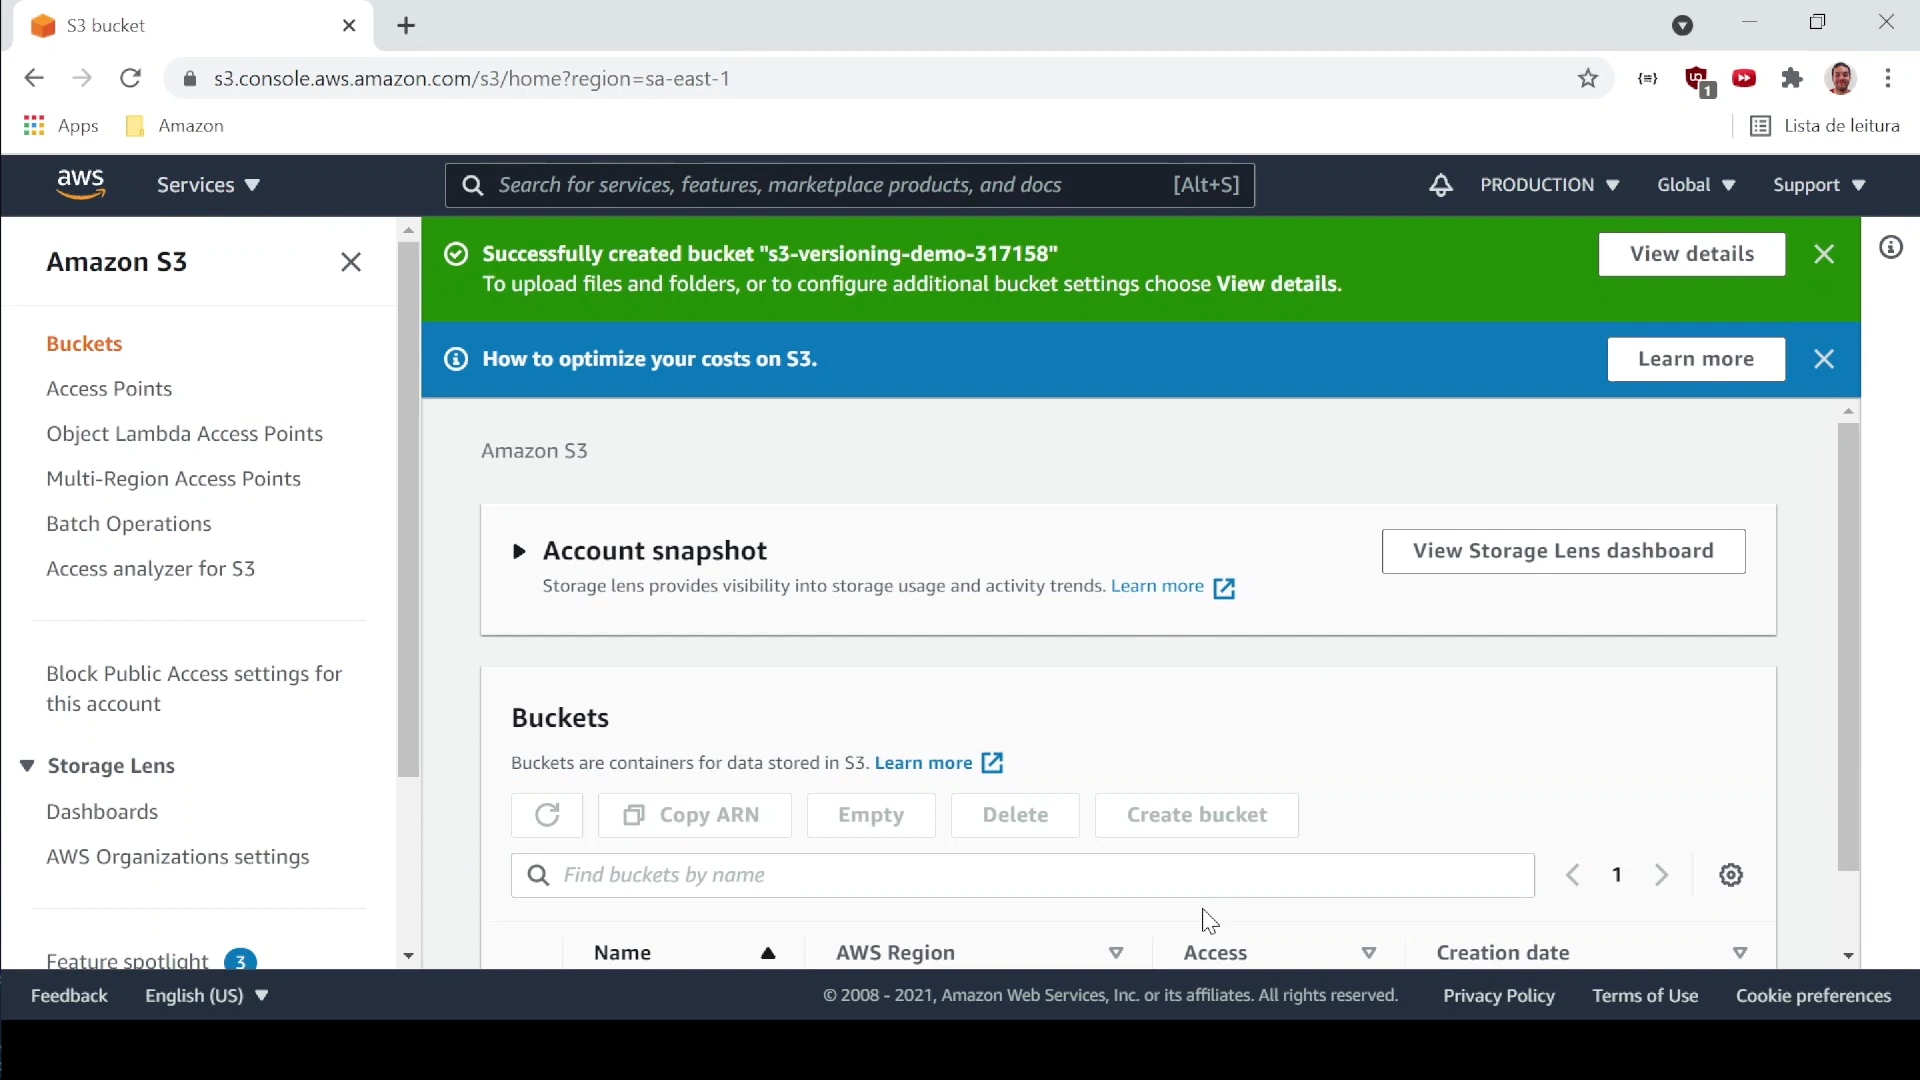 S3 bucket
s3.console.aws.amazon.com/s3/home?region=sa-east-1
1
Apps
Amazon
Lista de leitura
aws
Services
Search for services, features, marketplace products, and docs
[Alt+S]
PRODUCTION
Global
Support
Amazon S3
Buckets
Access Points
Object Lambda Access Points
Multi-Region Access Points
Batch Operations
Access analyzer for S3
Block Public Access settings for
this account
Storage Lens
Dashboards
AWS Organizations settings
Feature spotlight 3
Successfully created bucket "s3-versioning-demo-317158"
To upload files and folders, or to configure additional bucket settings choose View details.
View details
How to optimize your costs on S3.
Learn more
Amazon S3
Account snapshot
Storage lens provides visibility into storage usage and activity trends. Learn more
View Storage Lens dashboard
Buckets
Buckets are containers for data stored in S3. Learn more
Copy ARN
Empty
Delete
Create bucket
Find buckets by name
1
Name
AWS Region
Access
Creation date
Feedback
English (US)
© 2008 - 2021, Amazon Web Services, Inc. or its affiliates. All rights reserved.
Privacy Policy
Terms of Use
Cookie preferences